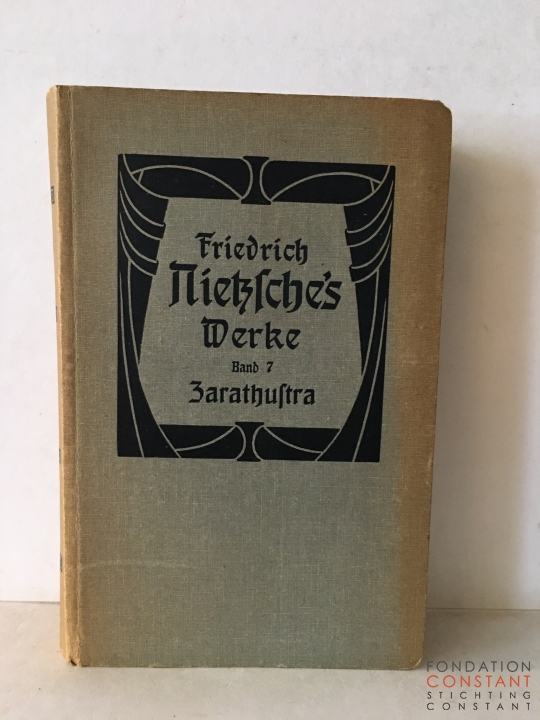 Friedrich
Nietzſche's
Werke
Band 7
Zarathuſtra
FONDATION
CONSTANT
STICHTING
CONSTANT